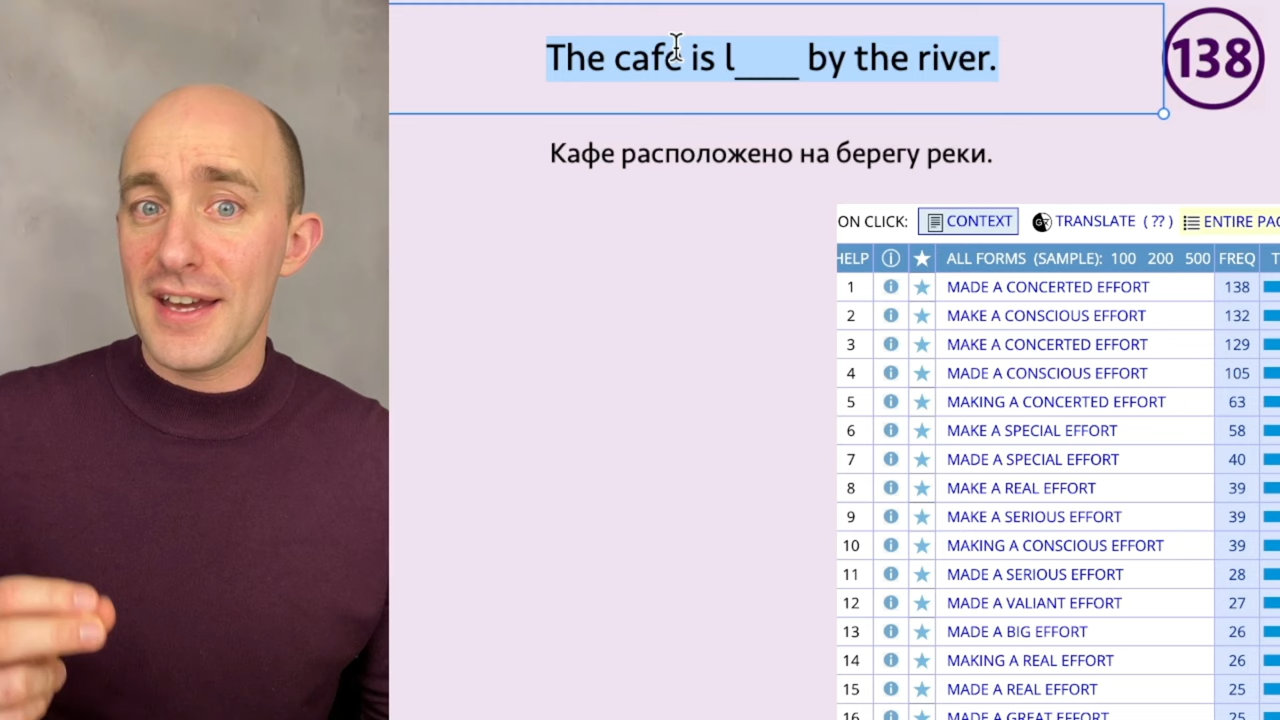 The cafe is l____ by the river.
138
Кафе расположено на берегу реки.
ON CLICK: CONTEXT TRANSLATE (??) ENTIRE
HELP ALL FORMS (SAMPLE): 100 200 500 FREQ
1 MADE A CONCERTED EFFORT 138
2 MAKE A CONSCIOUS EFFORT 132
3 MAKE A CONCERTED EFFORT 129
4 MADE A CONSCIOUS EFFORT 105
5 MAKING A CONCERTED EFFORT 63
6 MAKE A SPECIAL EFFORT 58
7 MADE A SPECIAL EFFORT 40
8 MAKE A REAL EFFORT 39
9 MAKE A SERIOUS EFFORT 39
10 MAKING A CONSCIOUS EFFORT 39
11 MADE A SERIOUS EFFORT 28
12 MADE A VALIANT EFFORT 27
13 MADE A BIG EFFORT 26
14 MAKING A REAL EFFORT 26
15 MADE A REAL EFFORT 25
16 MADE A GREAT EFFORT 25